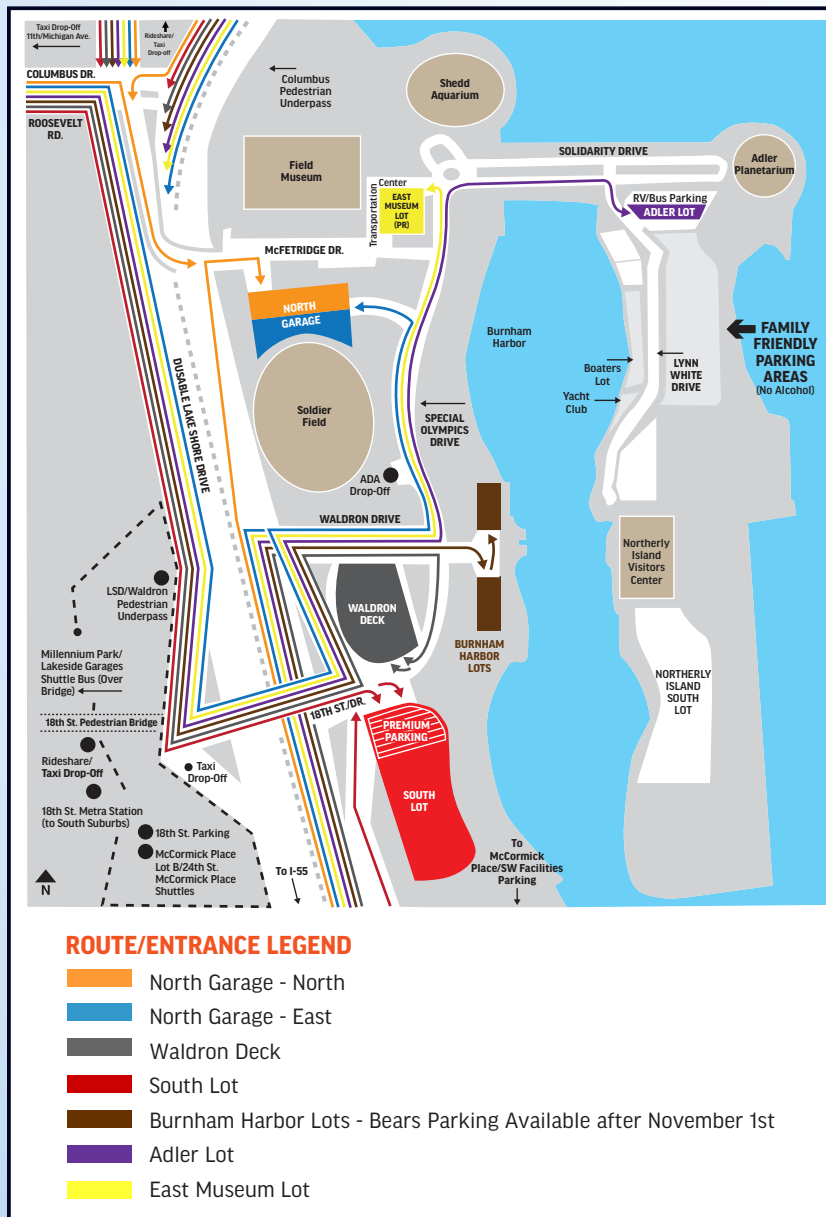 Taxi Drop-Off
11th/Michigan Ave.
Rideshare/
Taxi
Drop-off
COLUMBUS DR.
ROOSEVELT
RD.
Columbus
Pedestrian
Underpass
Shedd
Aquarium
Field
Museum
SOLIDARITY DRIVE
Adler
Planetarium
Transportation
Center
EAST
MUSEUM
LOT
(PR)
RV/Bus Parking
ADLER LOT
McFETRIDGE DR.
NORTH
GARAGE
Burnham
Harbor
FAMILY
FRIENDLY
PARKING
AREAS
(No Alcohol)
Boaters
Lot
LYNN
WHITE
DRIVE
Yacht
Club
DUSABLE LAKE SHORE DRIVE
Soldier
Field
SPECIAL
OLYMPICS
DRIVE
ADA
Drop-Off
WALDRON DRIVE
Northerly
Island
Visitors
Center
LSD/Waldron
Pedestrian
Underpass
WALDRON
DECK
BURNHAM
HARBOR
LOTS
Millennium Park/
Lakeside Garages
Shuttle Bus (Over
Bridge)
NORTHERLY
ISLAND
SOUTH
LOT
18TH ST./DR.
18th St. Pedestrian Bridge
PREMIUM
PARKING
Rideshare/
Taxi Drop-Off
Taxi
Drop-Off
SOUTH
LOT
18th St. Metra Station
(to South Suburbs)
18th St. Parking
McCormick Place
Lot B/24th St.
McCormick Place
Shuttles
To
McCormick
Place/SW Facilities
Parking
To I-55
N
ROUTE/ENTRANCE LEGEND
North Garage - North
North Garage - East
Waldron Deck
South Lot
Burnham Harbor Lots - Bears Parking Available after November 1st
Adler Lot
East Museum Lot